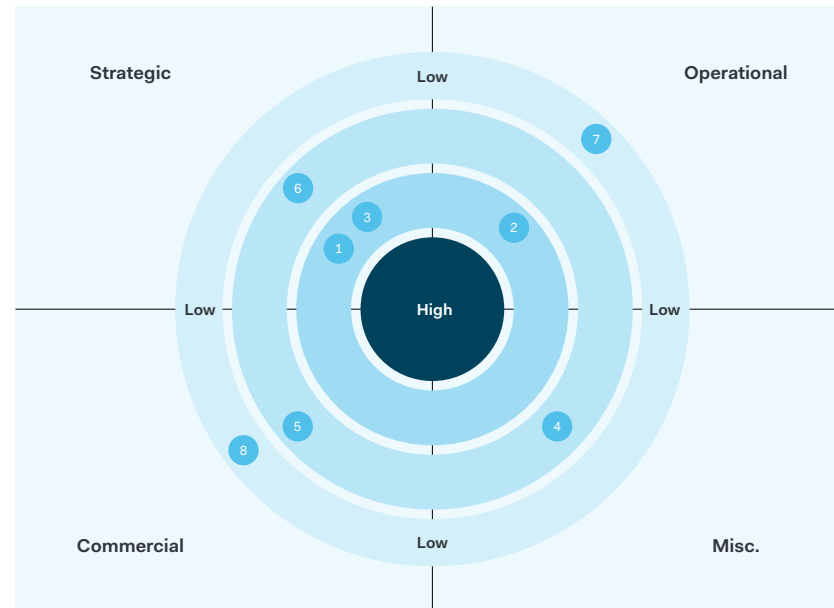 Strategic
Operational
Low
7
6
3
2
1
Low
High
Low
5
4
8
Low
Commercial
Misc.